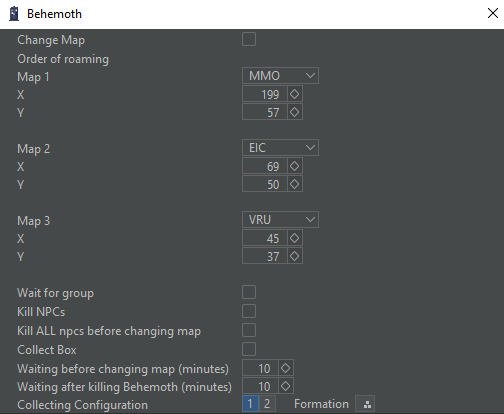 Behemoth
Change Map
Order of roaming
Map 1 MMO
X 199
Y 57
Map 2 EIC
X 69
Y 50
Map 3 VRU
X 45
Y 37
Wait for group
Kill NPCs
Kill ALL npcs before changing map
Collect Box
Waiting before changing map (minutes) 10
Waiting after killing Behemoth (minutes) 10
Collecting Configuration 1 2 Formation